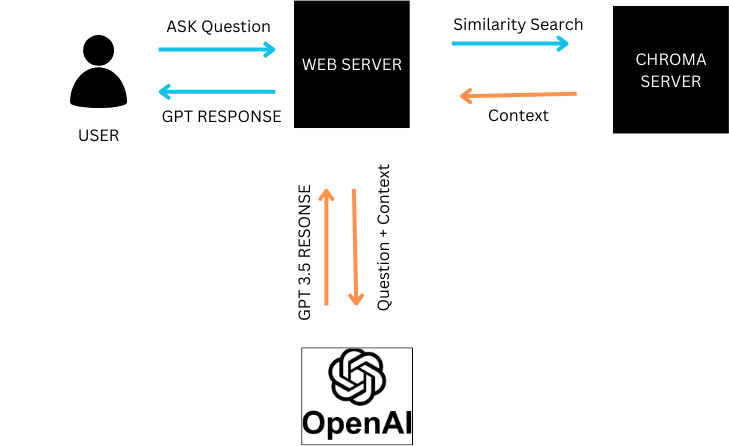 ASK Question
GPT RESPONSE
USER
WEB SERVER
Similarity Search
Context
CHROMA
SERVER
GPT 3.5 RESONSE
Question + Context
OpenAI